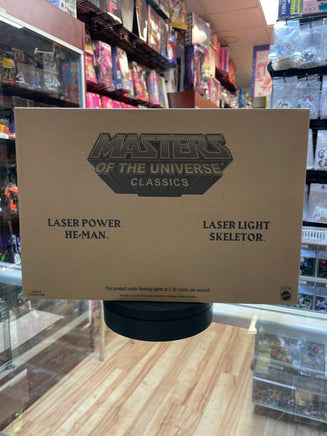 MASTERS
OF THE UNIVERSE
CLASSICS
LASER POWER
HE-MAN.
LASER LIGHT
SKELETOR.
This product emits flashing lights at 5-30 cycles per second.